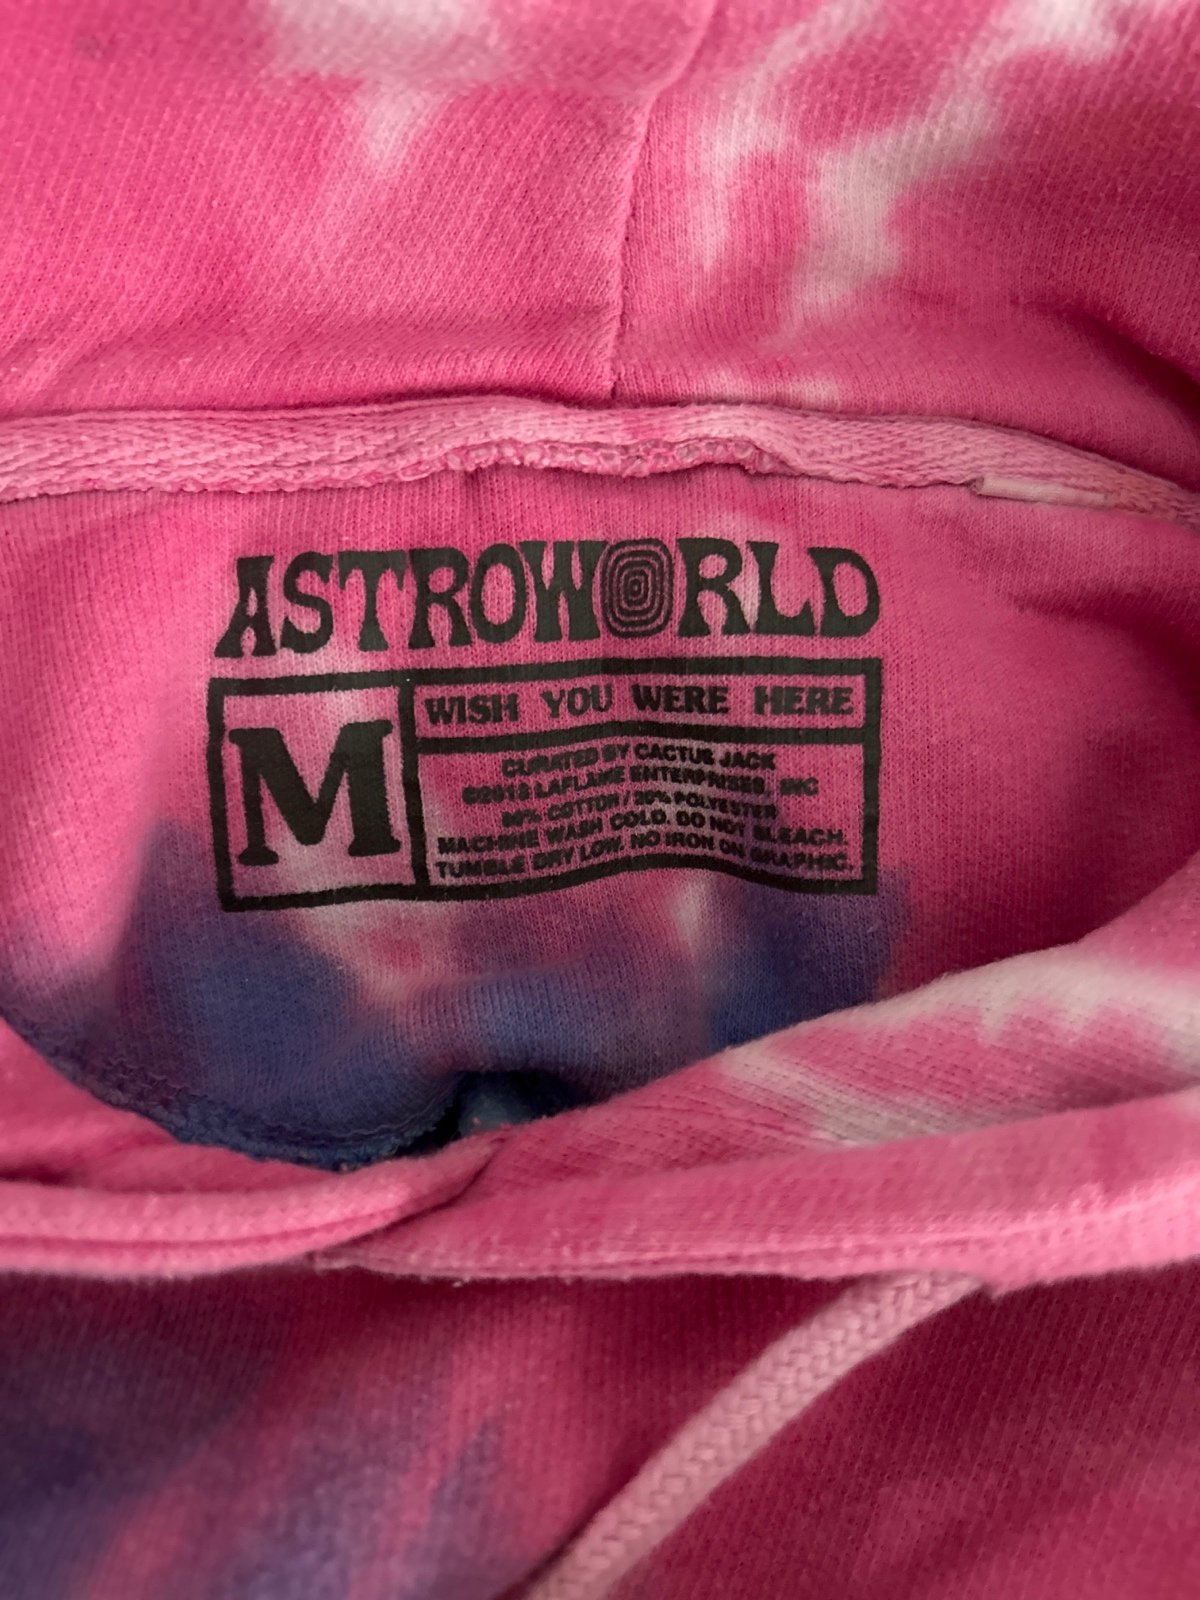 ASTROWORLD
M
WISH YOU WERE HERE
CURATED BY CACTUS JACK
©2018 LAFLAME ENTERPRISES, INC
COTTON / POLYESTER
MACHINE WASH COLD. DO NOT BLEACH.
TUMBLE DRY LOW. NO IRON ON GRAPHIC.